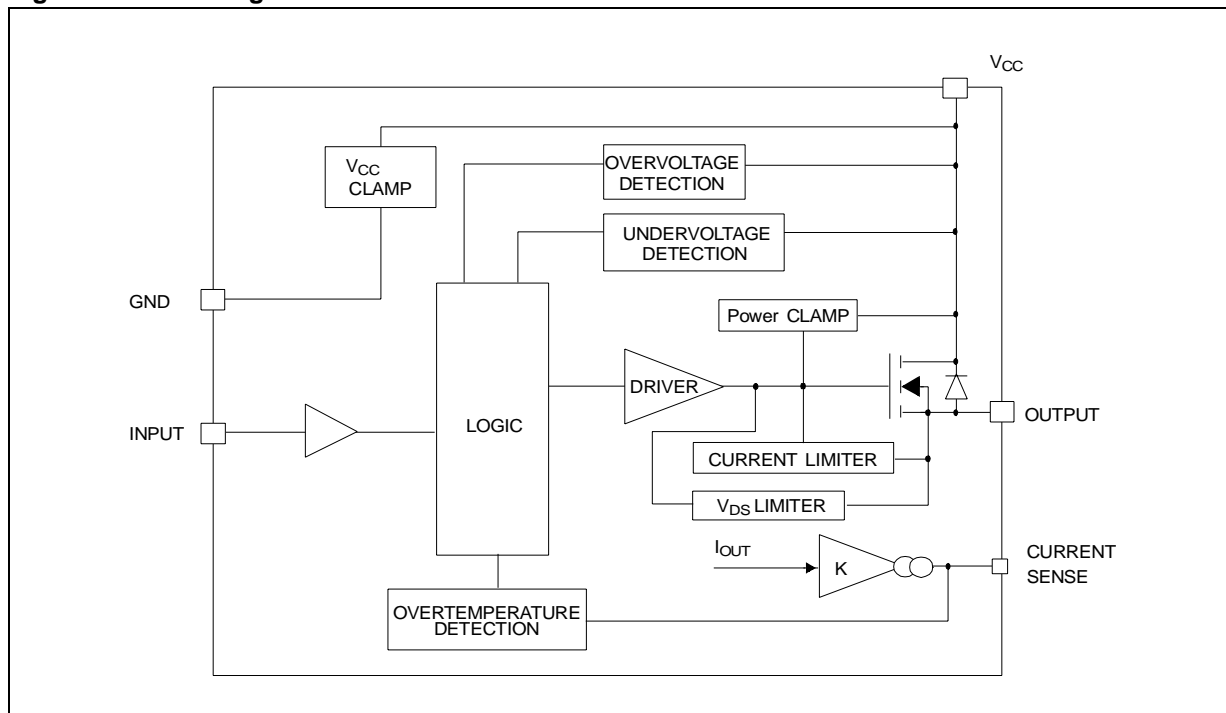 VCC
VCC
CLAMP
OVERVOLTAGE
DETECTION
UNDERVOLTAGE
DETECTION
GND
Power CLAMP
DRIVER
OUTPUT
INPUT
LOGIC
CURRENT LIMITER
VDS LIMITER
IOUT
K
CURRENT
SENSE
OVERTEMPERATURE
DETECTION